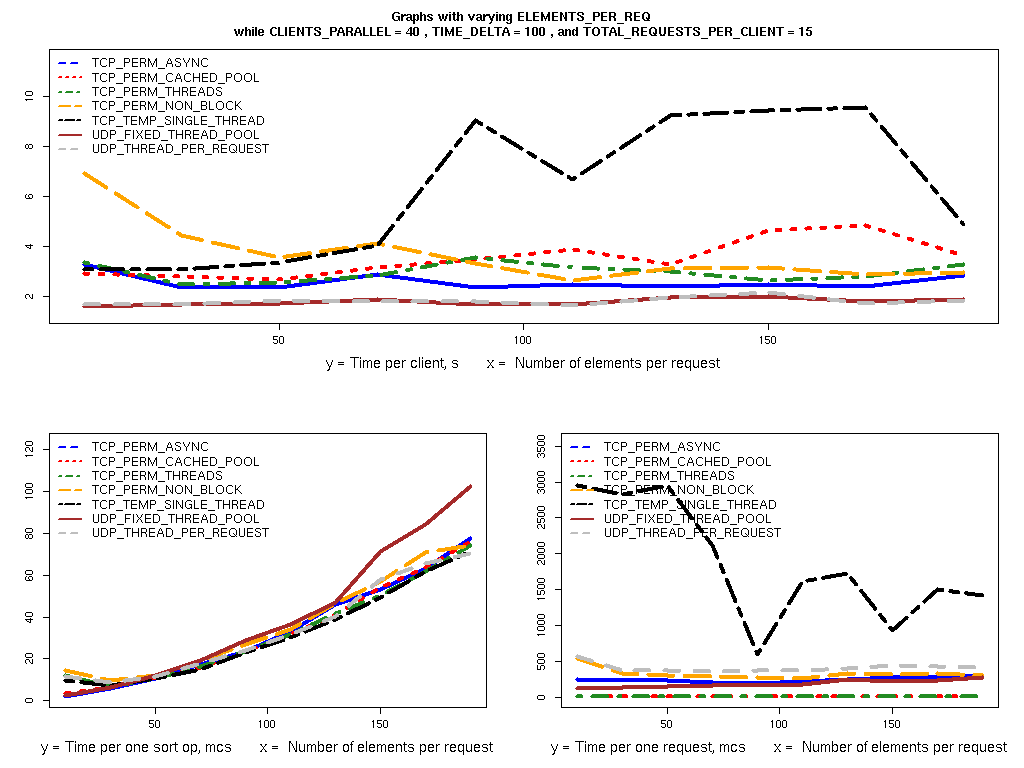 Graphs with varying ELEMENTS_PER_REQ
while CLIENTS_PARALLEL = 40 , TIME_DELTA = 100 , and TOTAL_REQUESTS_PER_CLIENT = 15
TCP_PERM_ASYNC
TCP_PERM_CACHED_POOL
TCP_PERM_THREADS
TCP_PERM_NON_BLOCK
TCP_TEMP_SINGLE_THREAD
UDP_FIXED_THREAD_POOL
UDP_THREAD_PER_REQUEST
10
8
6
4
2
50 100 150
y = Time per client, s x = Number of elements per request
TCP_PERM_ASYNC
TCP_PERM_CACHED_POOL
TCP_PERM_THREADS
TCP_PERM_NON_BLOCK
TCP_TEMP_SINGLE_THREAD
UDP_FIXED_THREAD_POOL
UDP_THREAD_PER_REQUEST
120
100
80
60
40
20
0
50 100 150
y = Time per one sort op, mcs x = Number of elements per request
TCP_PERM_ASYNC
TCP_PERM_CACHED_POOL
TCP_PERM_THREADS
TCP_PERM_NON_BLOCK
TCP_TEMP_SINGLE_THREAD
UDP_FIXED_THREAD_POOL
UDP_THREAD_PER_REQUEST
3500
3000
2500
2000
1500
1000
500
0
50 100 150
y = Time per one request, mcs x = Number of elements per request